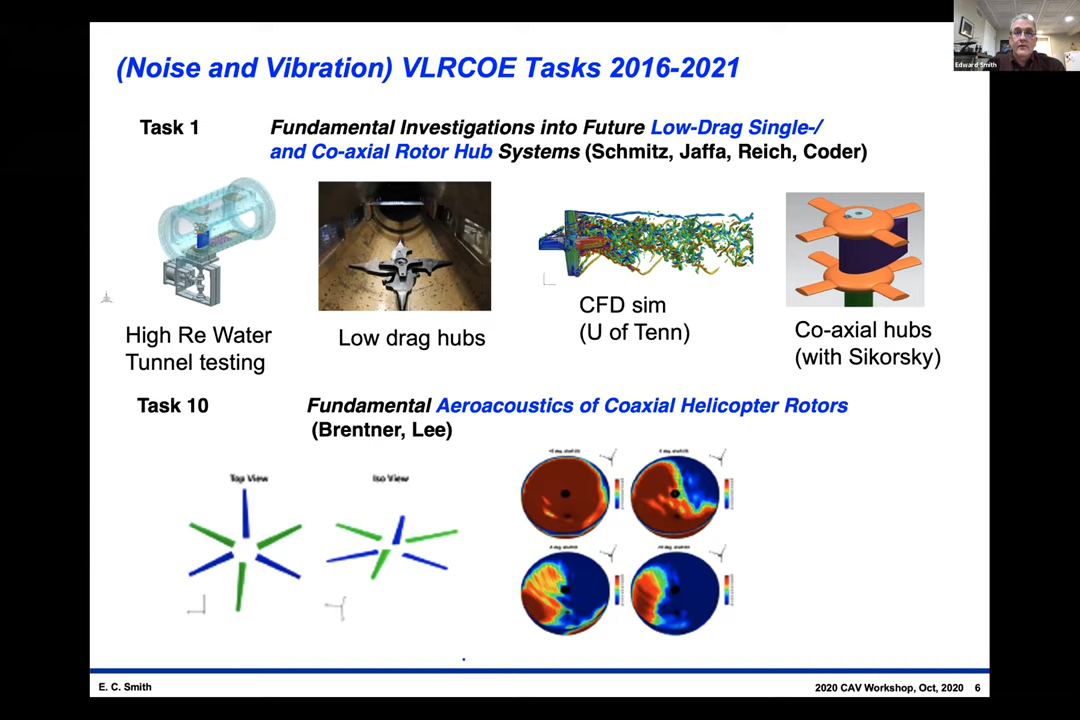 Edward Smith
(Noise and Vibration) VLRCOE Tasks 2016-2021
Task 1
Fundamental Investigations into Future Low-Drag Single-/
and Co-axial Rotor Hub Systems (Schmitz, Jaffa, Reich, Coder)
High Re Water
Tunnel testing
Low drag hubs
CFD sim
(U of Tenn)
Co-axial hubs
(with Sikorsky)
Task 10
Fundamental Aeroacoustics of Coaxial Helicopter Rotors
(Brentner, Lee)
Top View
Iso View
E. C. Smith
2020 CAV Workshop, Oct, 2020 6